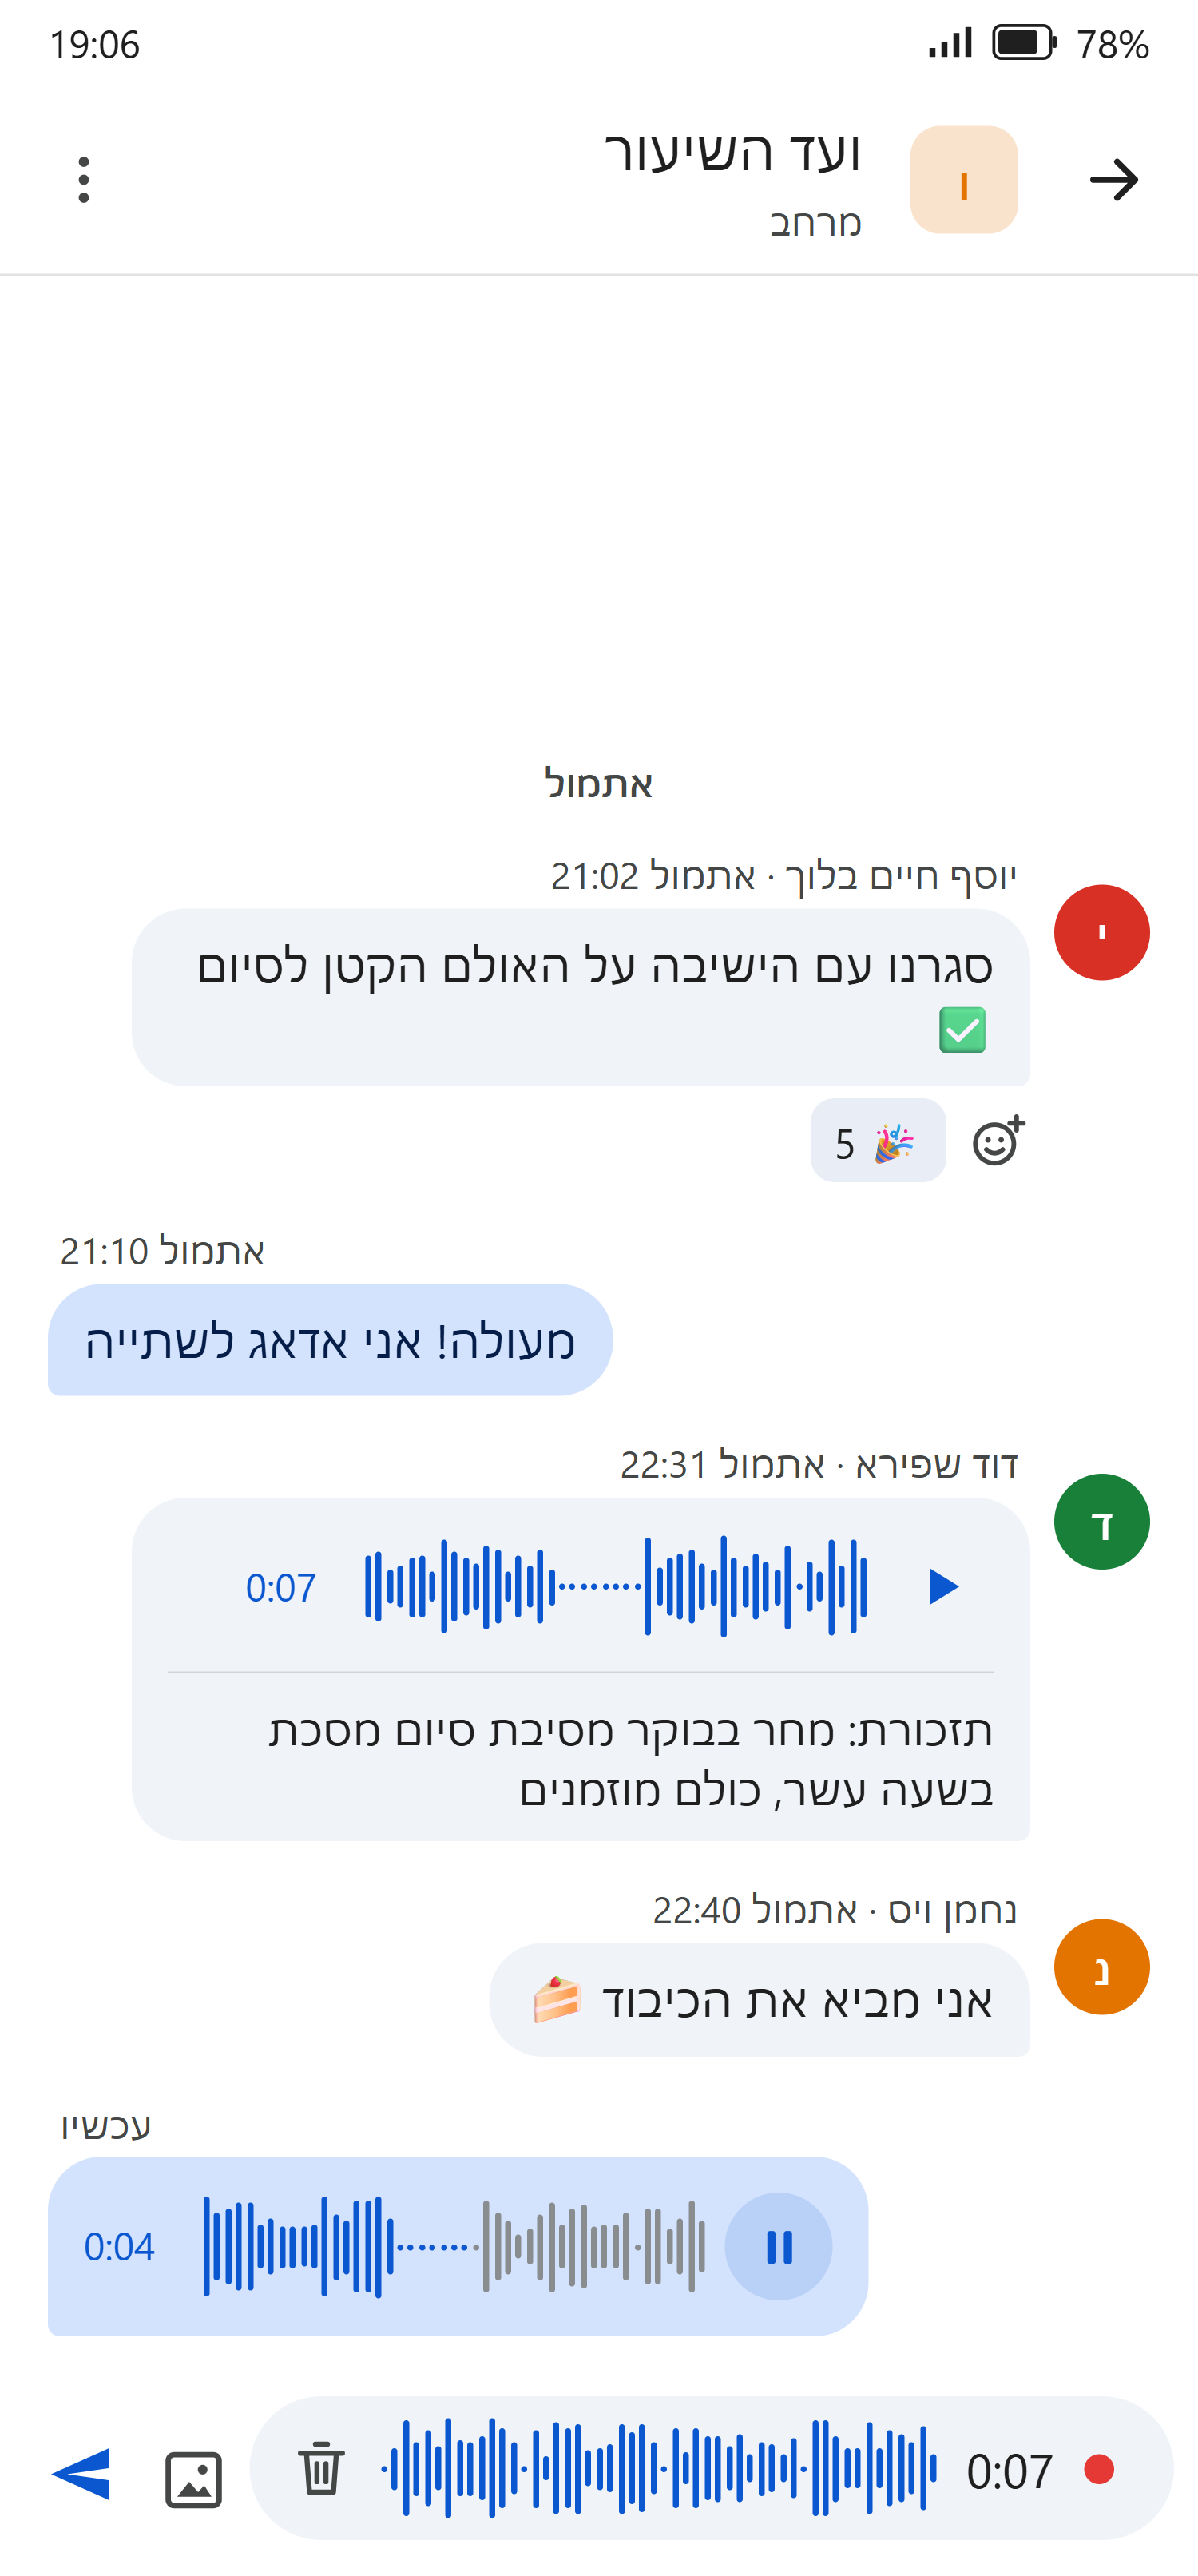 19:06 78%
ו
ועד השיעור
מרחב
אתמול
יוסף חיים בלוך · אתמול 21:02
י
סגרנו עם הישיבה על האולם הקטן לסיום
✅
🎉 5
אתמול 21:10
מעולה! אני אדאג לשתייה
דוד שפירא · אתמול 22:31
ד
0:07
תזכורת: מחר בבוקר מסיבת סיום מסכת
בשעה עשר, כולם מוזמנים
נחמן ויס · אתמול 22:40
נ
אני מביא את הכיבוד 🍰
עכשיו
0:04
0:07